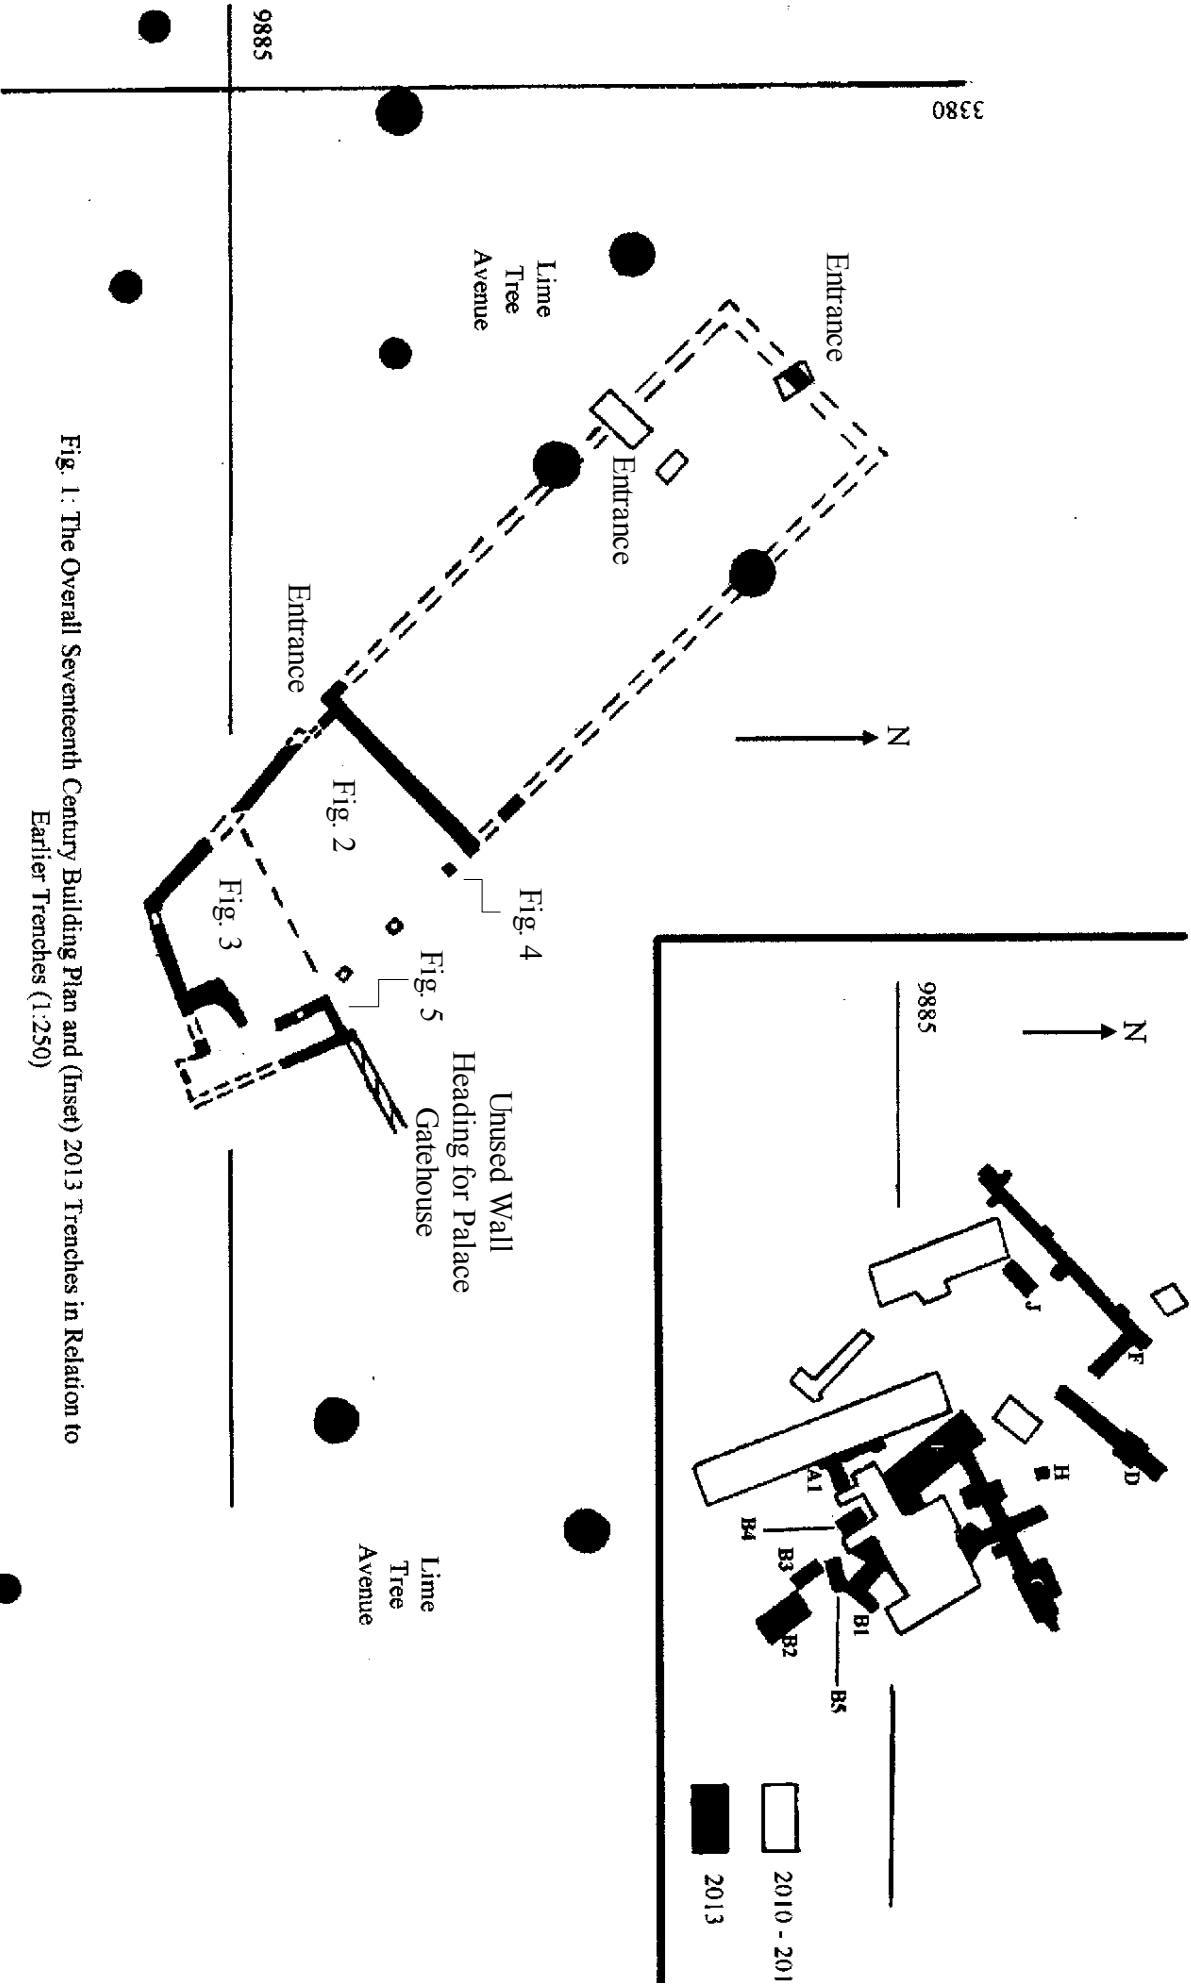 3380
9885
Entrance
Lime
Tree
Avenue
Entrance
Entrance
N
Fig. 2
Fig. 3
Fig. 4
Fig. 5
Unused Wall
Heading for Palace
Gatehouse
Lime
Tree
Avenue
N
9885
J
F
D
H
A1
B4
B3
B1
B2
B5
2010 - 201
2013
Fig. 1: The Overall Seventeenth Century Building Plan and (Inset) 2013 Trenches in Relation to
Earlier Trenches (1:250)